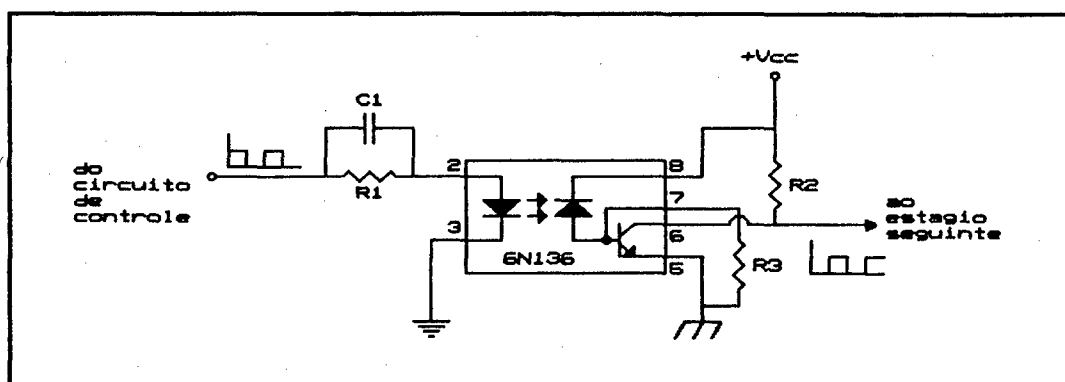 +Vcc
C1
do
circuito
de
controle
R1
2
3
6N136
8
7
6
5
R2
R3
ao
estagio
seguinte